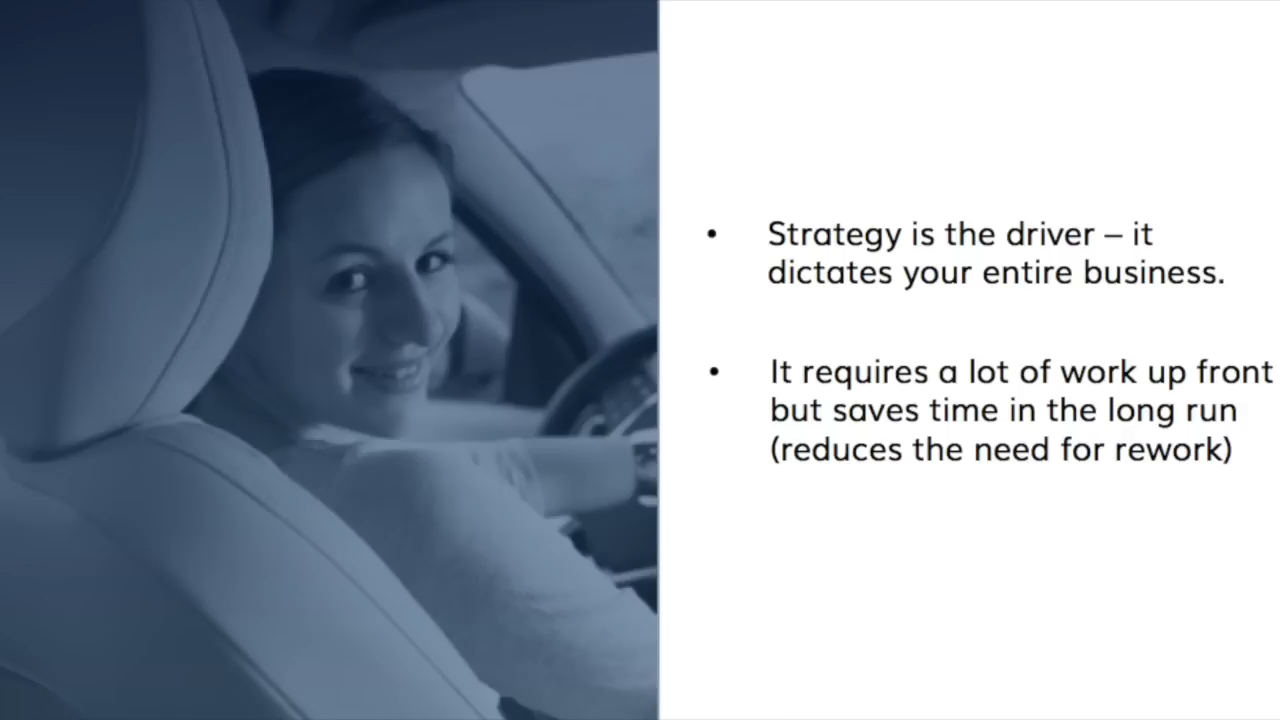 • Strategy is the driver – it
dictates your entire business.
• It requires a lot of work up front
but saves time in the long run
(reduces the need for rework)